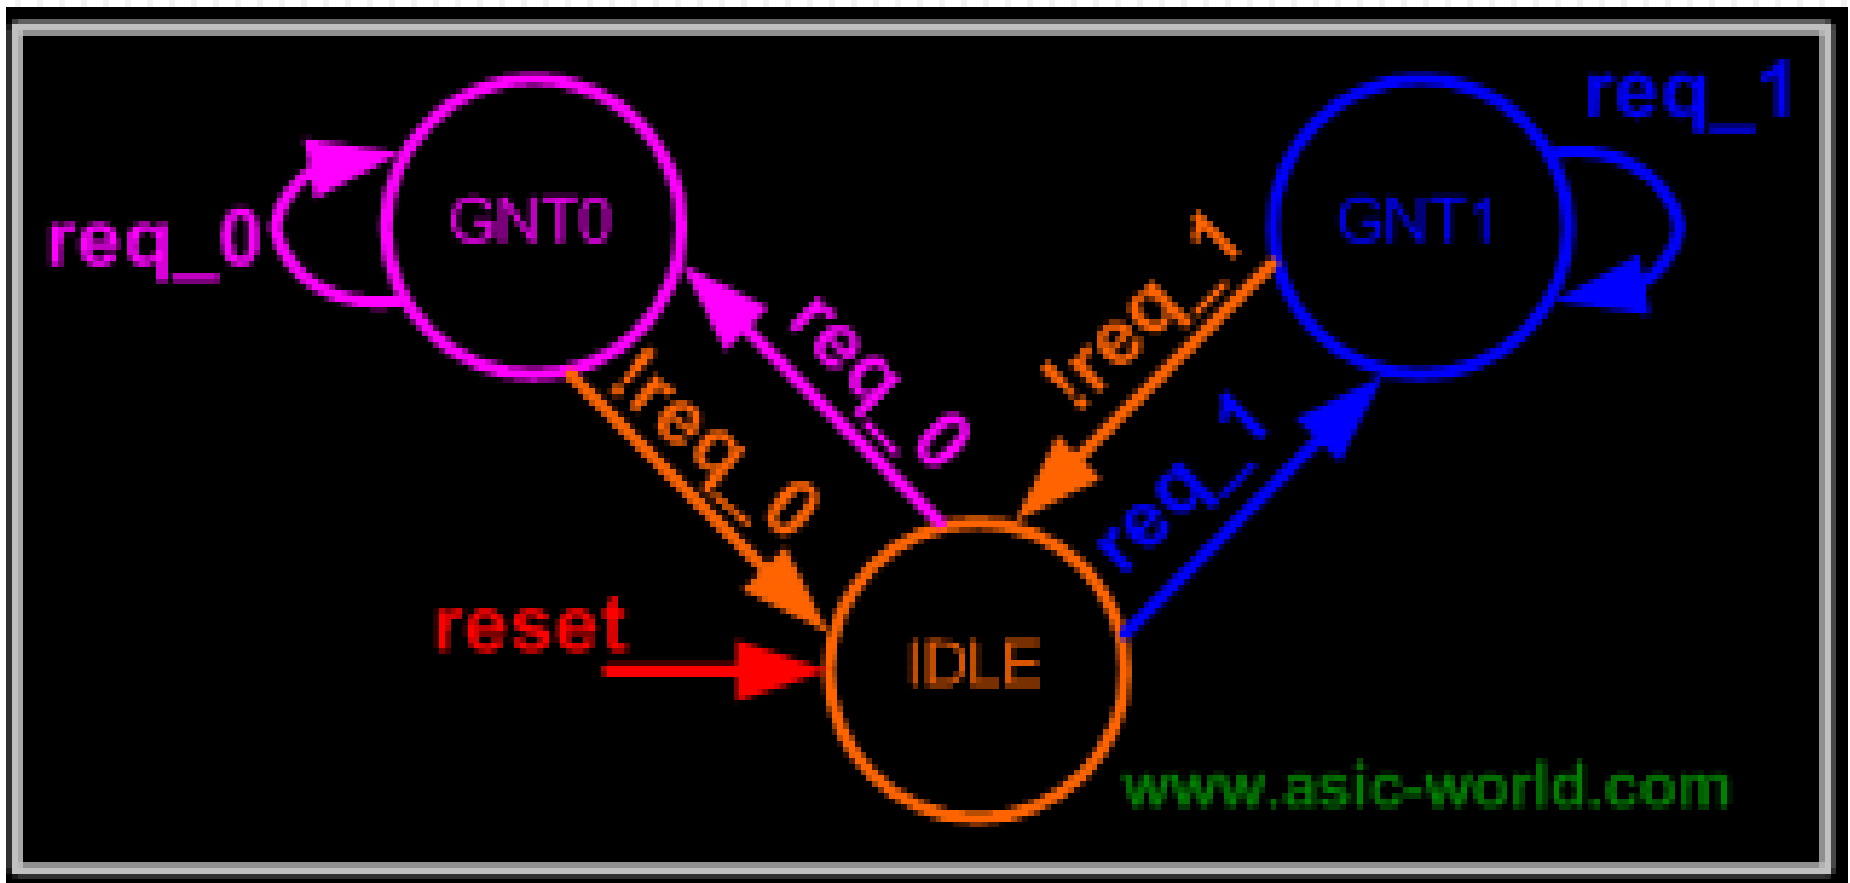 req_1
GNT0
GNT1
req_0
!req_1
req_0
!req_0
req_1
reset
IDLE
www.asic-world.com